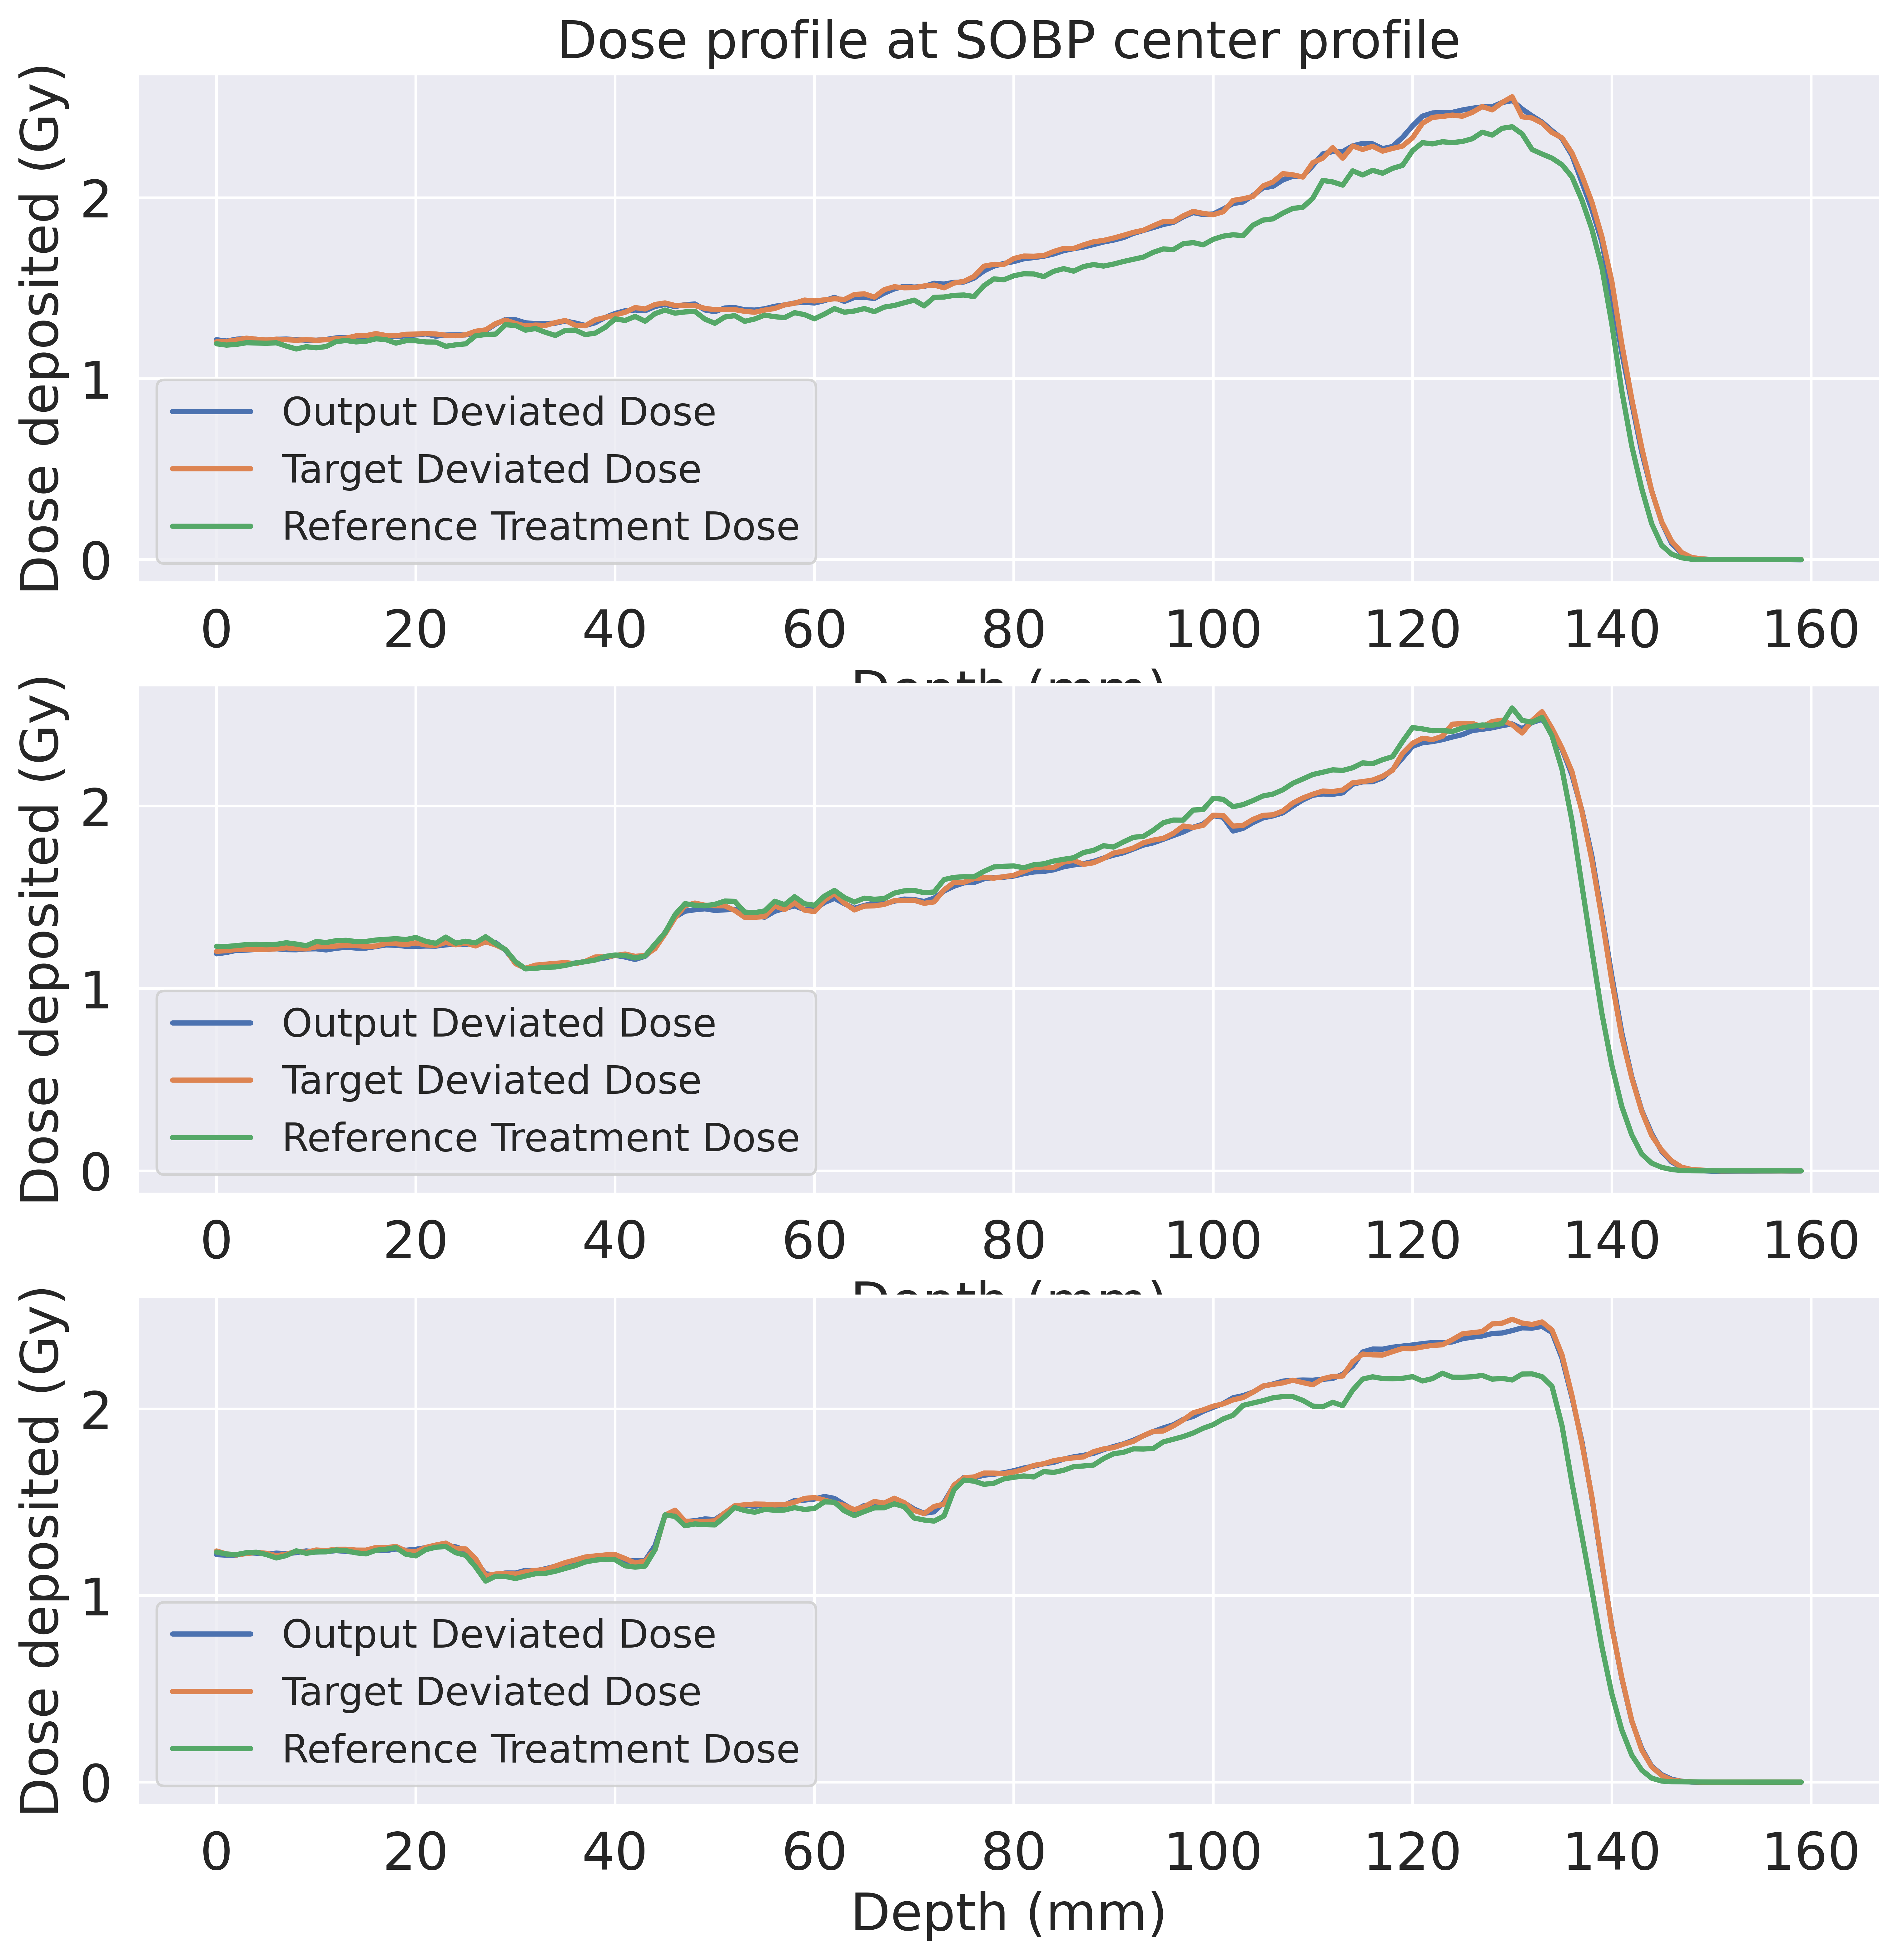 Dose profile at SOBP center profile
Dose deposited (Gy)
2
1
0
Output Deviated Dose
Target Deviated Dose
Reference Treatment Dose
0 20 40 60 80 100 120 140 160
Depth (mm)
Dose deposited (Gy)
2
1
0
Output Deviated Dose
Target Deviated Dose
Reference Treatment Dose
0 20 40 60 80 100 120 140 160
Depth (mm)
Dose deposited (Gy)
2
1
0
Output Deviated Dose
Target Deviated Dose
Reference Treatment Dose
0 20 40 60 80 100 120 140 160
Depth (mm)